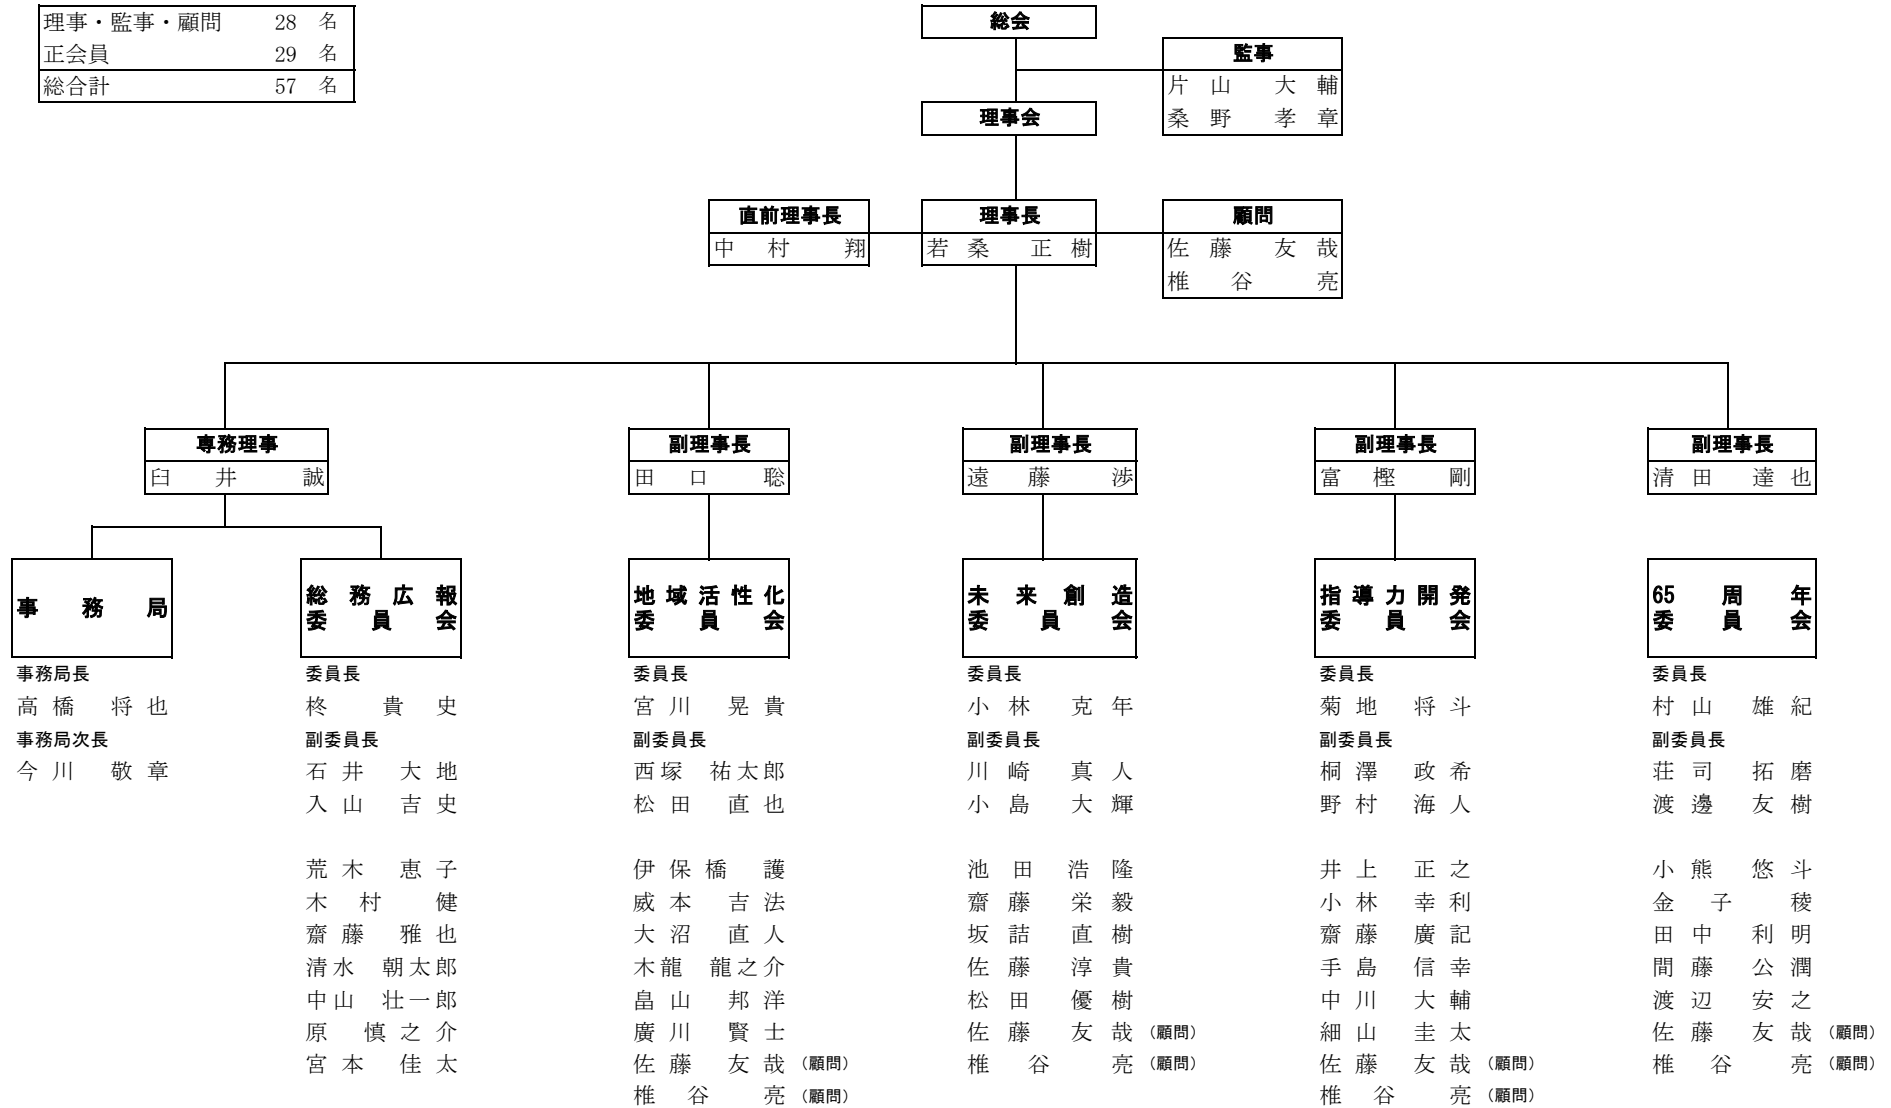 理事・監事・顧問 28 名
正会員 29 名
総合計 57 名
総会
監事
片山 大輔
桑野 孝章
理事会
直前理事長
中村 翔
理事長
若桑 正樹
顧問
佐藤 友哉
椎谷 亮
専務理事
臼井 誠
副理事長
田口 聡
副理事長
遠藤 渉
副理事長
富樫 剛
副理事長
清田 達也
事務局
事務局長
高橋 将也
事務局次長
今川 敬章
総務広報
委員会
委員長
柊 貴史
副委員長
石井 大地
入山 吉史
荒木 恵子
木村 健
齋藤 雅也
清水 朝太郎
中山 壮一郎
原 慎之介
宮本 佳太
地域活性化
委員会
委員長
宮川 晃貴
副委員長
西塚 祐太郎
松田 直也
伊保橋 護
威本 吉法
大沼 直人
木龍 龍之介
畠山 邦洋
廣川 賢士
佐藤 友哉 (顧問)
椎谷 亮 (顧問)
未来創造
委員会
委員長
小林 克年
副委員長
川崎 真人
小島 大輝
池田 浩隆
齋藤 栄毅
坂詰 直樹
佐藤 淳貴
松田 優樹
佐藤 友哉 (顧問)
椎谷 亮 (顧問)
指導力開発
委員会
委員長
菊地 将斗
副委員長
桐澤 政希
野村 海人
井上 正之
小林 幸利
齋藤 廣記
手島 信幸
中川 大輔
細山 圭太
佐藤 友哉 (顧問)
椎谷 亮 (顧問)
65周年
委員会
委員長
村山 雄紀
副委員長
荘司 拓磨
渡邊 友樹
小熊 悠斗
金子 稜
田中 利明
間藤 公潤
渡辺 安之
佐藤 友哉 (顧問)
椎谷 亮 (顧問)